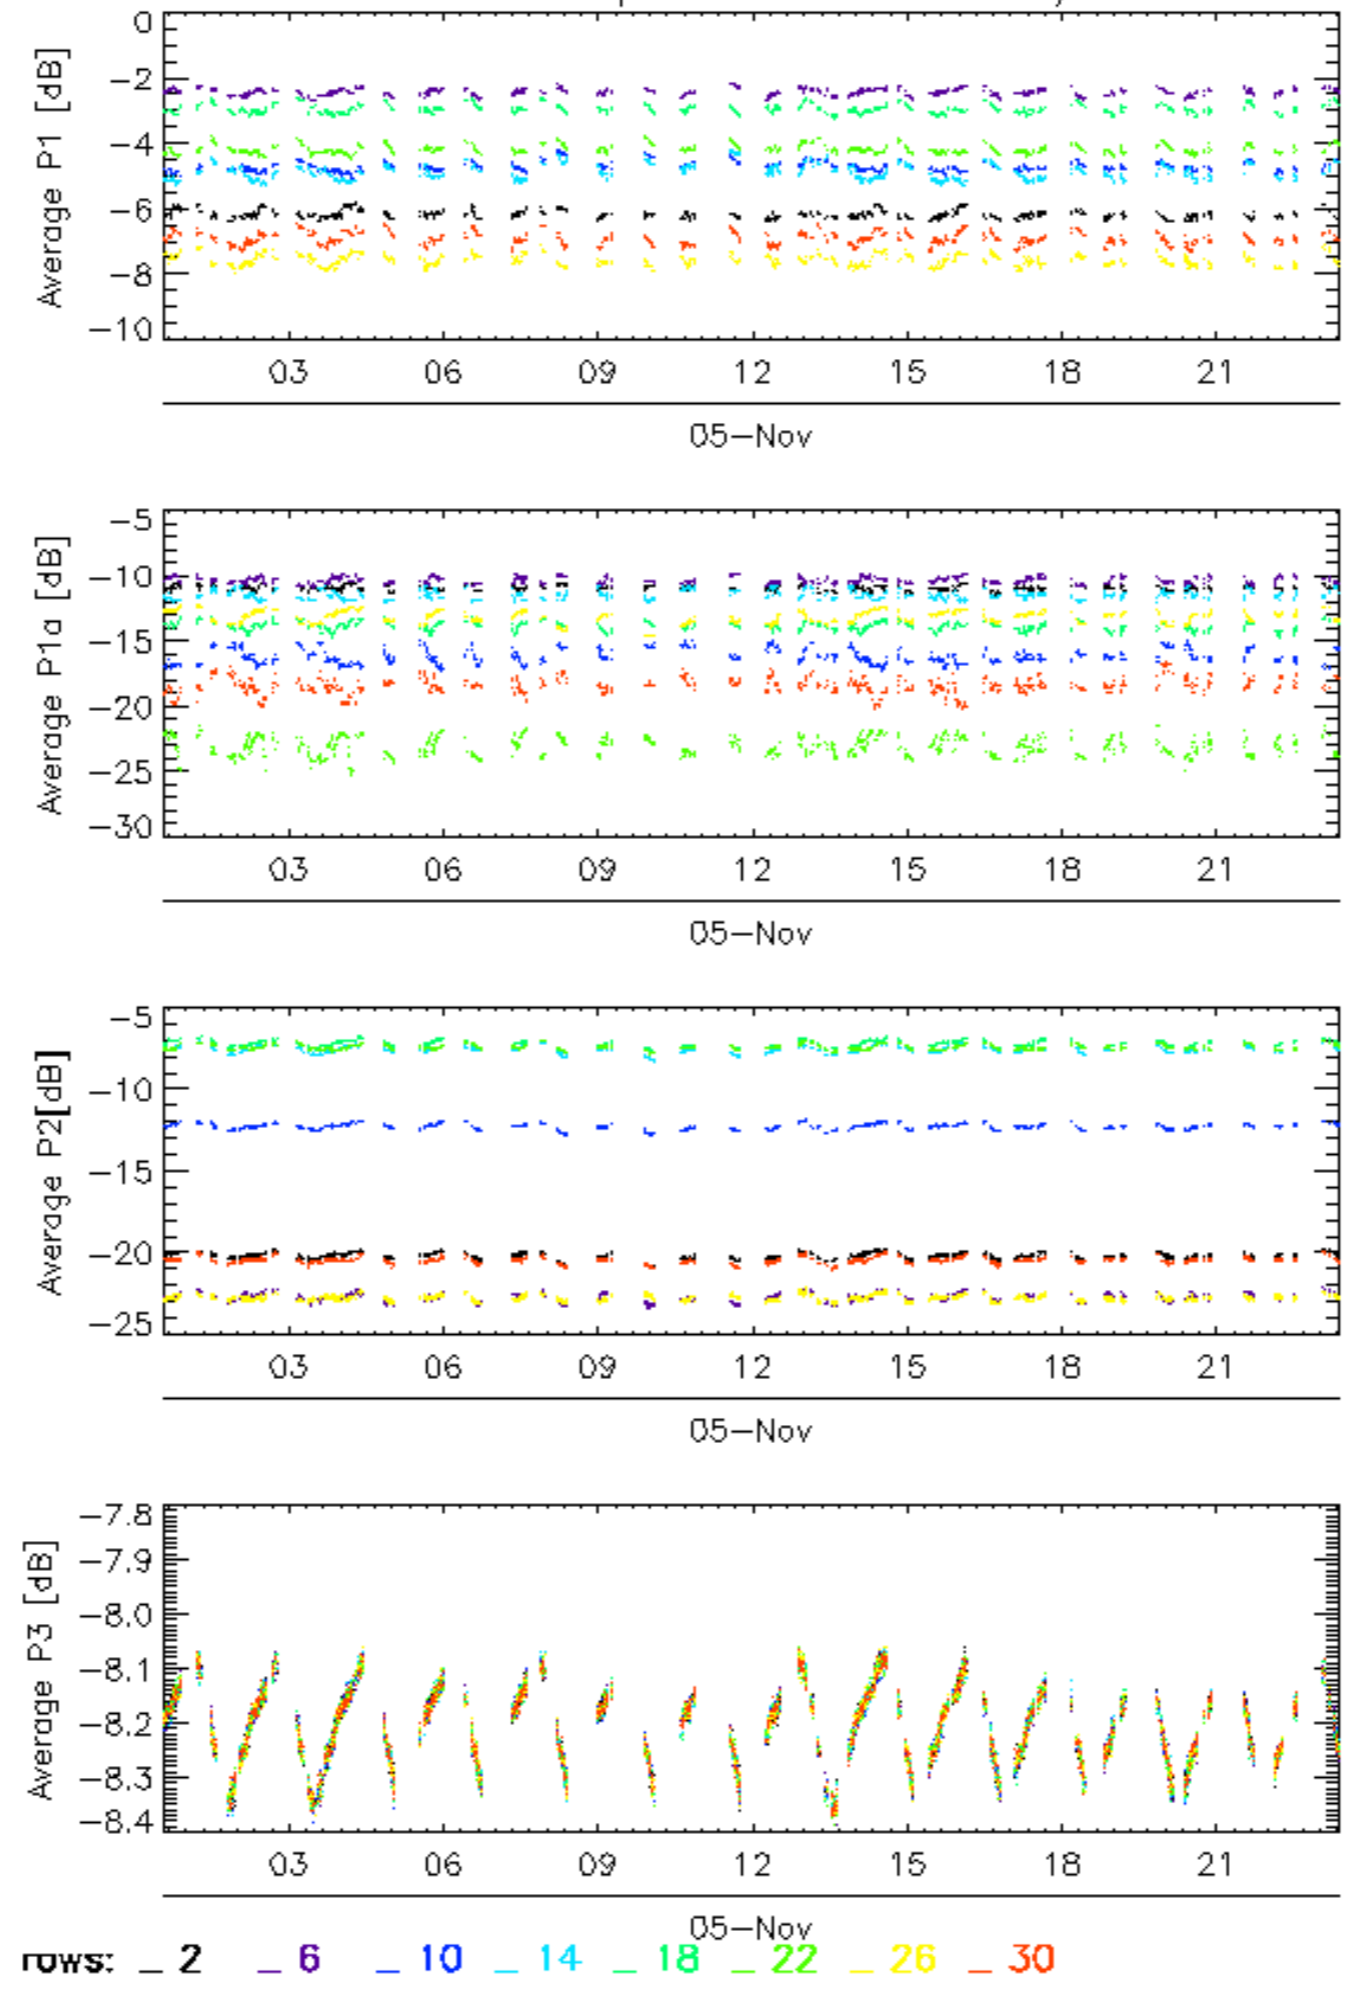 0
−2
−4
−6
−8
−10
Average P1 [dB]
03 06 09 12 15 18 21
05−Nov
−5
−10
−15
−20
−25
−30
Average P1a [dB]
03 06 09 12 15 18 21
05−Nov
−5
−10
−15
−20
−25
Average P2[dB]
03 06 09 12 15 18 21
05−Nov
−7.8
−7.9
−8.0
−8.1
−8.2
−8.3
−8.4
Average P3 [dB]
03 06 09 12 15 18 21
05−Nov
rows: _ 2 _ 6 _ 10 _ 14 _ 18 _ 22 _ 26 _ 30